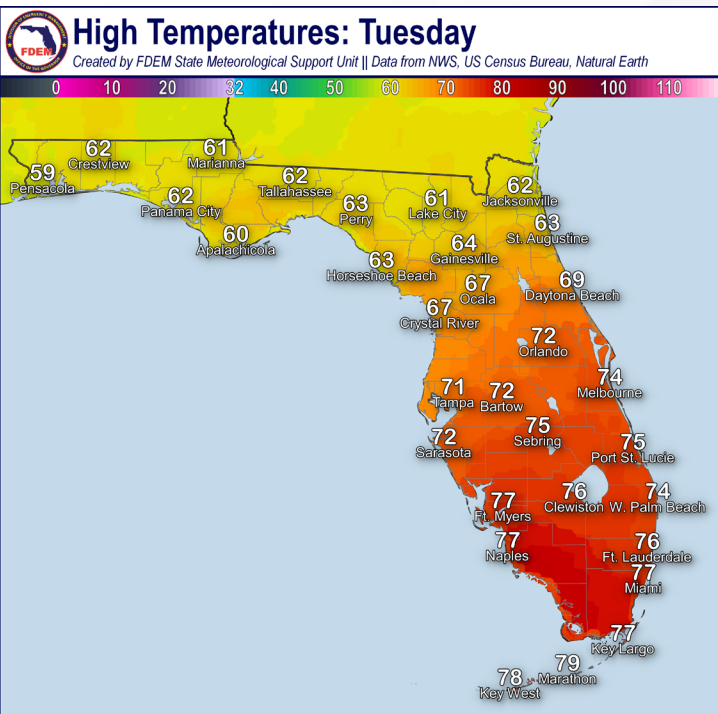 High Temperatures: Tuesday
Created by FDEM State Meteorological Support Unit || Data from NWS, US Census Bureau, Natural Earth
FDEM
0 10 20 32 40 50 60 70 80 90 100 110
62
Crestview
61
Marianna
59
Pensacola
62
Tallahassee
62
Jacksonville
62
Panama City
63
Perry
61
Lake City
63
St. Augustine
60
Apalachicola
64
Gainesville
63
Horseshoe Beach
67
Ocala
69
Daytona Beach
67
Crystal River
72
Orlando
74
Melbourne
71
Tampa
72
Bartow
72
Sarasota
75
Sebring
75
Port St. Lucie
77
Ft. Myers
76
Clewiston
74
W. Palm Beach
77
Naples
76
Ft. Lauderdale
77
Miami
77
Key Largo
79
Marathon
78
Key West